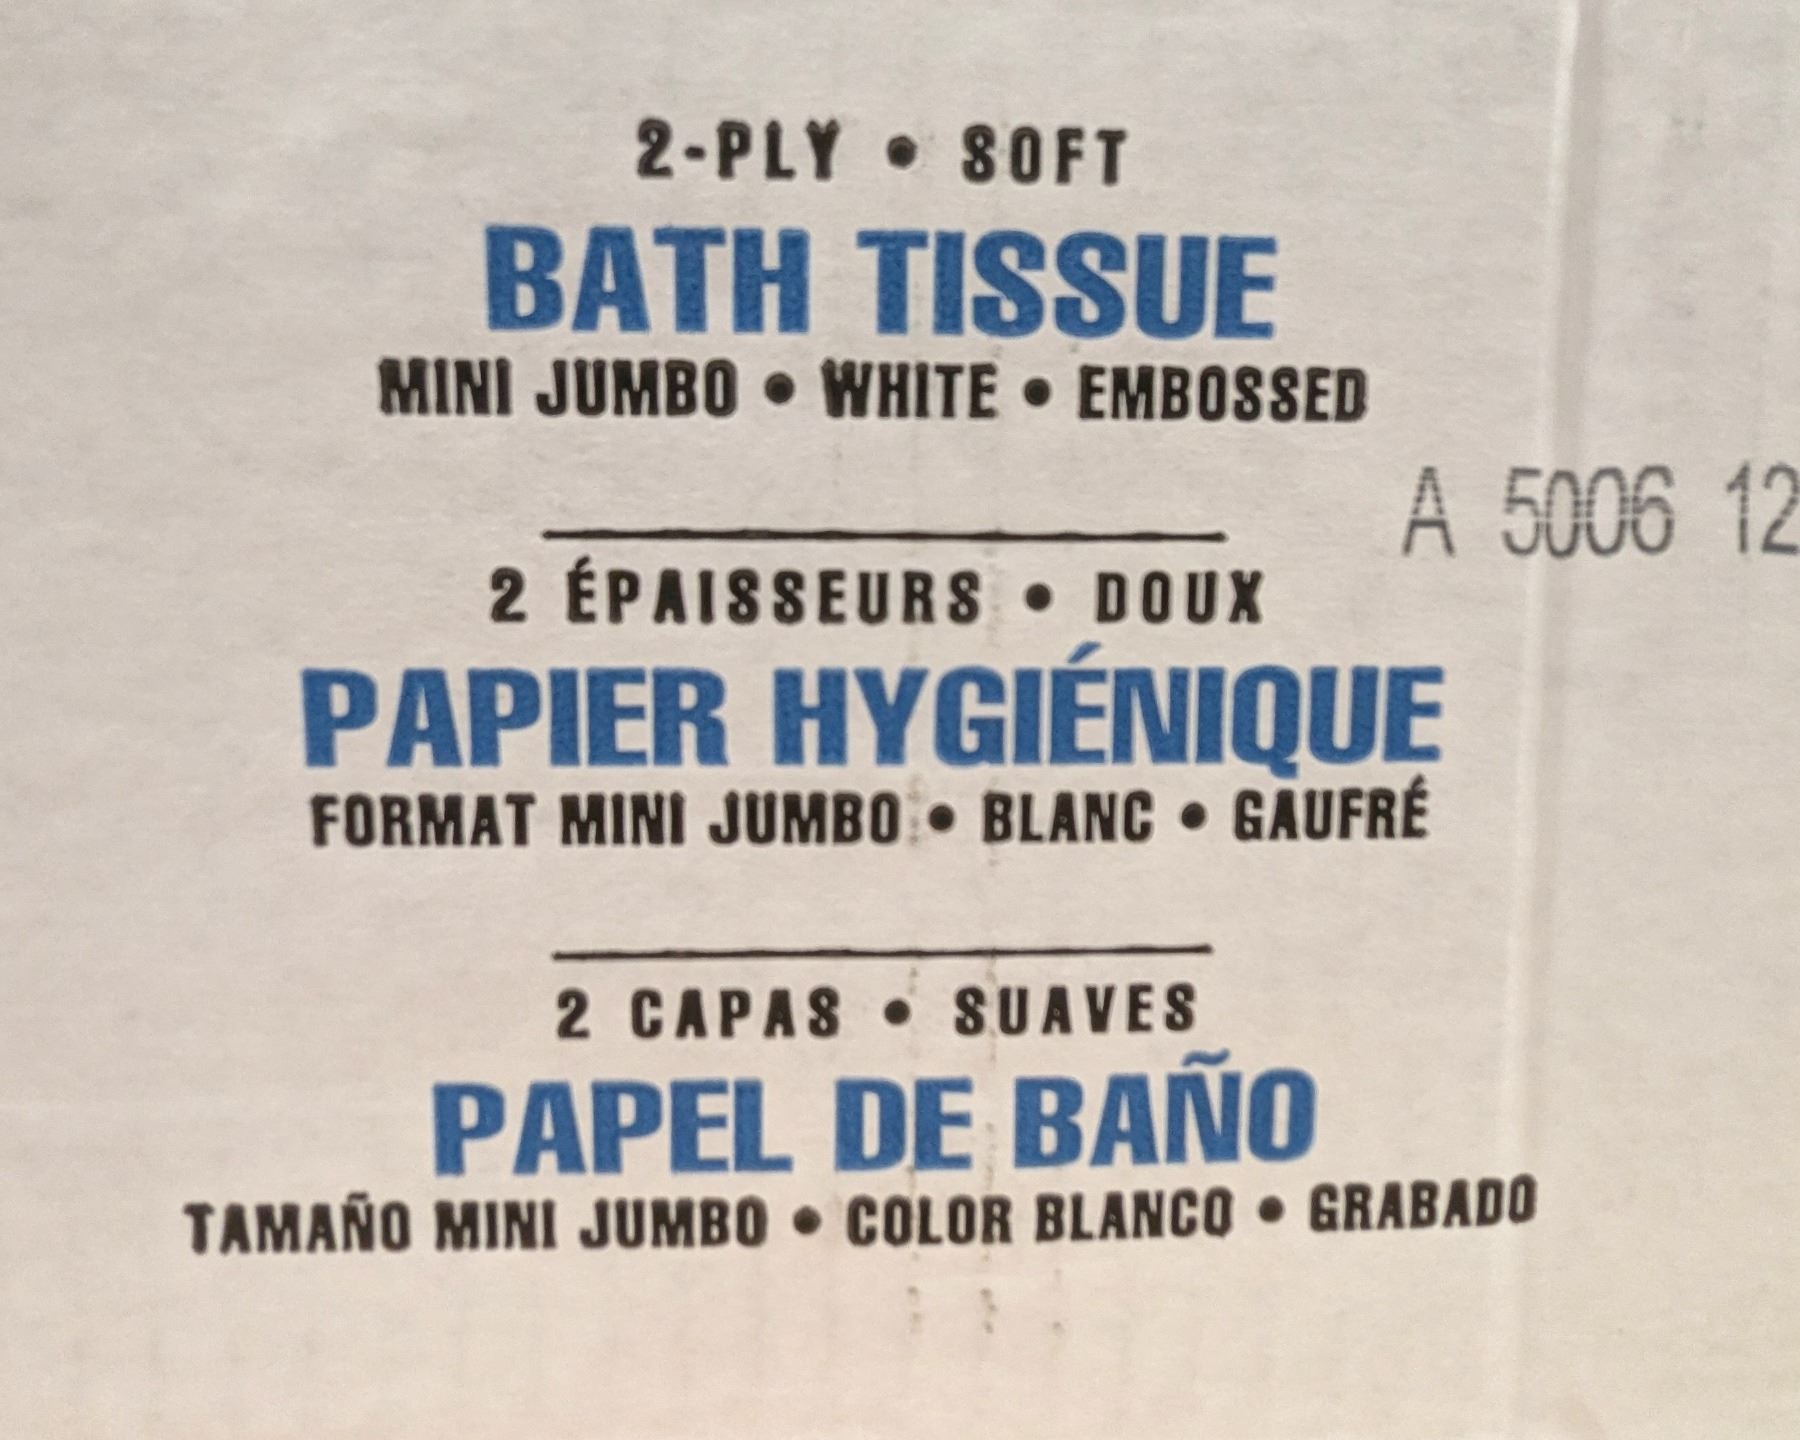 2-PLY • SOFT
BATH TISSUE
MINI JUMBO • WHITE • EMBOSSED
A 5006 12
2 ÉPAISSEURS • DOUX
PAPIER HYGIÉNIQUE
FORMAT MINI JUMBO • BLANC • GAUFRÉ
2 CAPAS • SUAVES
PAPEL DE BAÑO
TAMAÑO MINI JUMBO • COLOR BLANCO • GRABADO